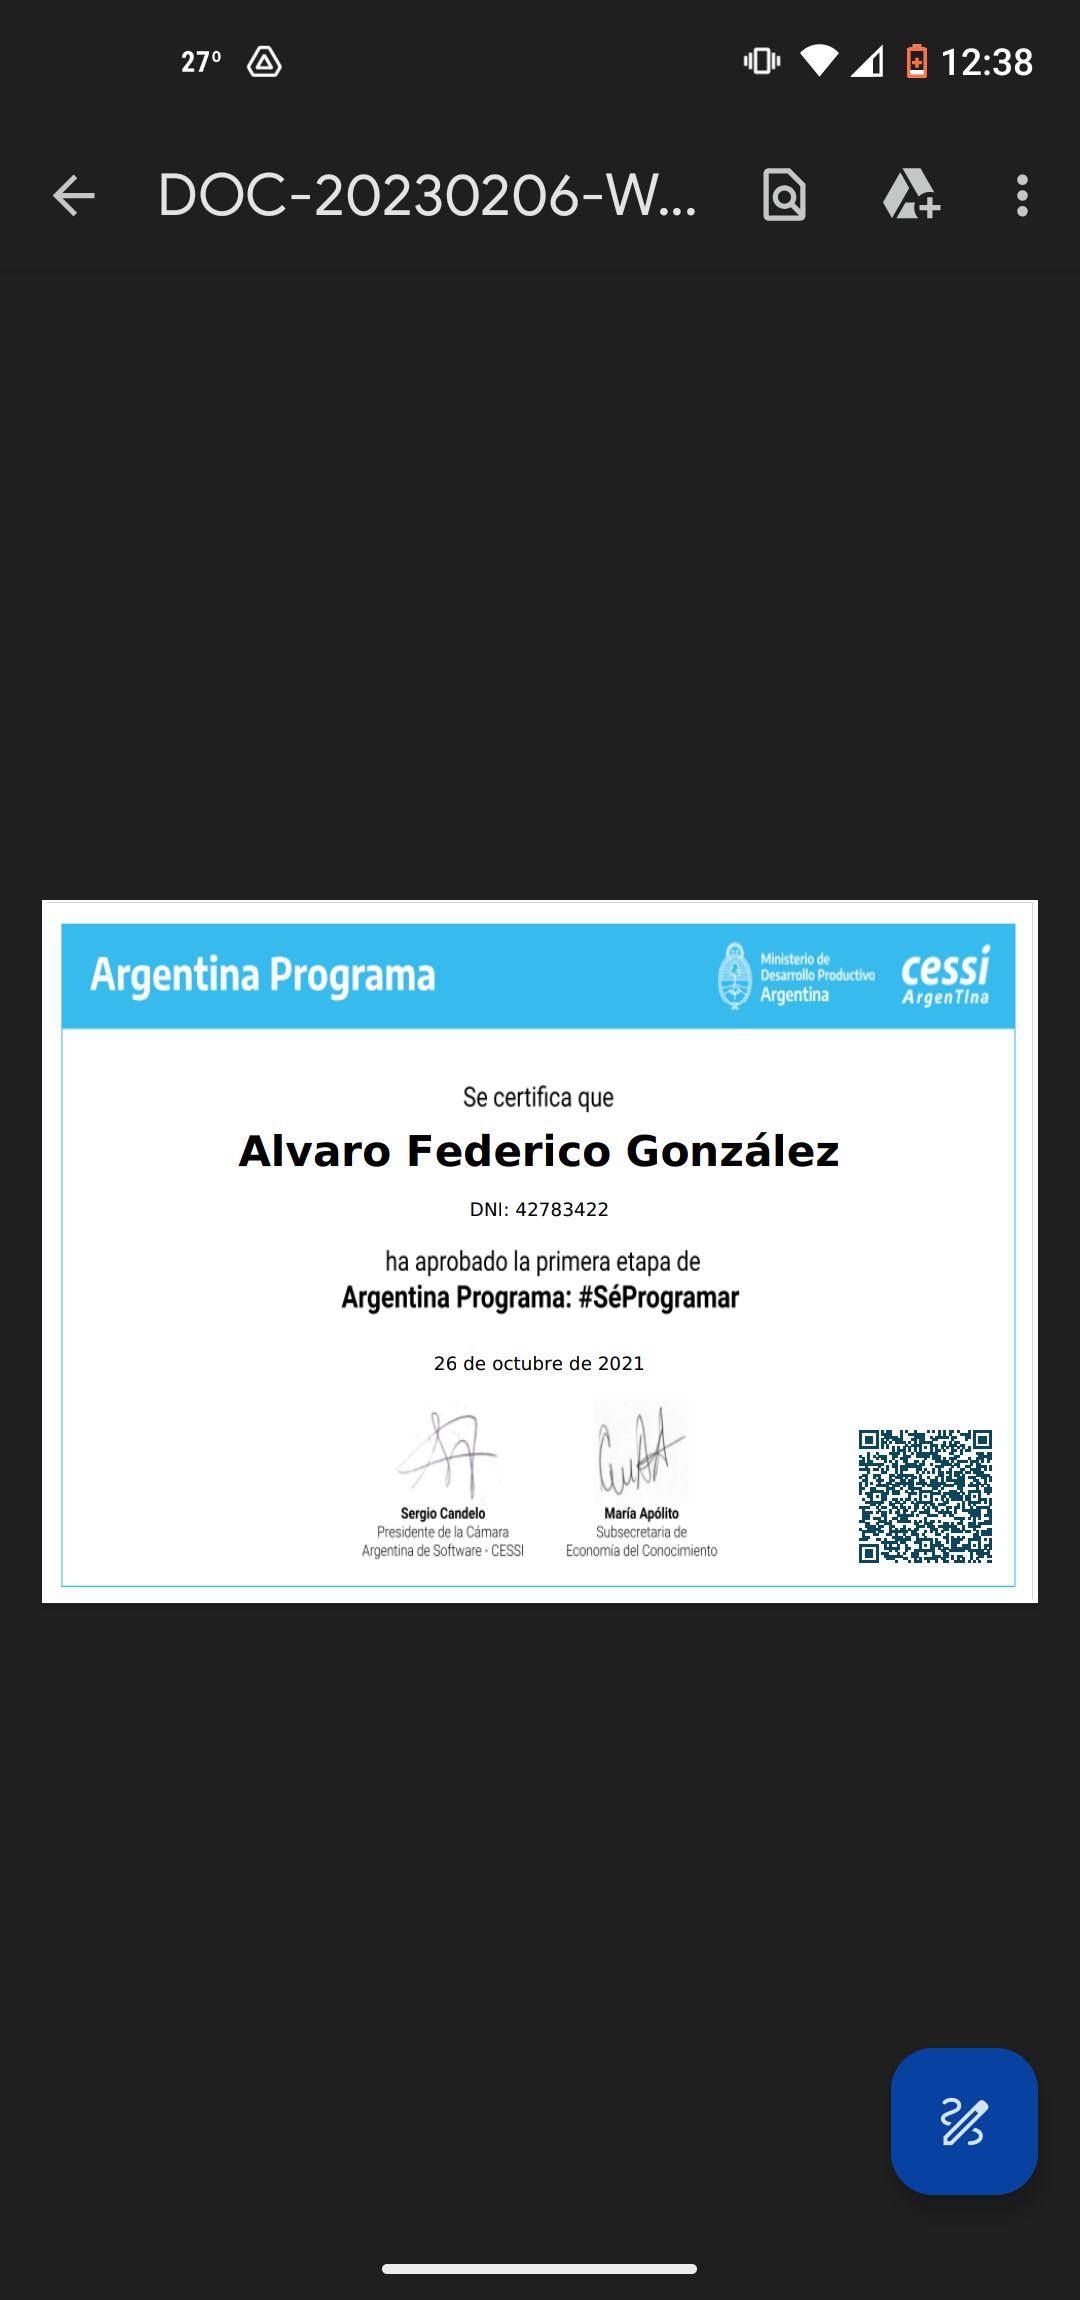 27°
12:38
DOC-20230206-W...
Argentina Programa
Ministerio de
Desarrollo Productivo
Argentina
cessi
ArgenTIna
Se certifica que
Alvaro Federico González
DNI: 42783422
ha aprobado la primera etapa de
Argentina Programa: #SéProgramar
26 de octubre de 2021
Sergio Candelo
Presidente de la Cámara
Argentina de Software - CESSI
María Apólito
Subsecretaria de
Economía del Conocimiento